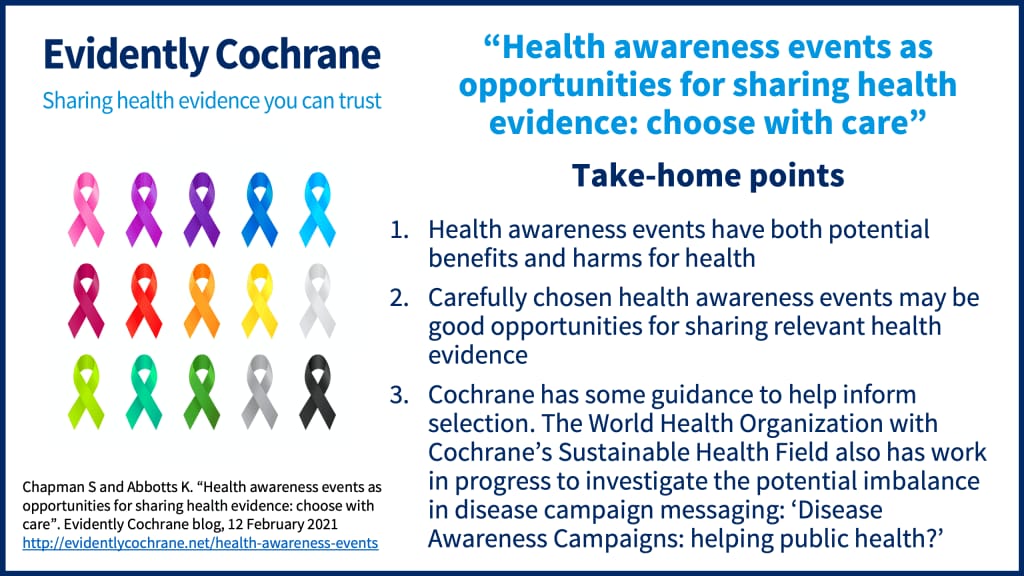 Evidently Cochrane
Sharing health evidence you can trust
“Health awareness events as
opportunities for sharing health
evidence: choose with care”
Take-home points
1. Health awareness events have both potential
benefits and harms for health
2. Carefully chosen health awareness events may be
good opportunities for sharing relevant health
evidence
3. Cochrane has some guidance to help inform
selection. The World Health Organization with
Cochrane’s Sustainable Health Field also has work
in progress to investigate the potential imbalance
in disease campaign messaging: ‘Disease
Awareness Campaigns: helping public health?’
Chapman S and Abbotts K. “Health awareness events as
opportunities for sharing health evidence: choose with
care”. Evidently Cochrane blog, 12 February 2021
http://evidentlycochrane.net/health-awareness-events